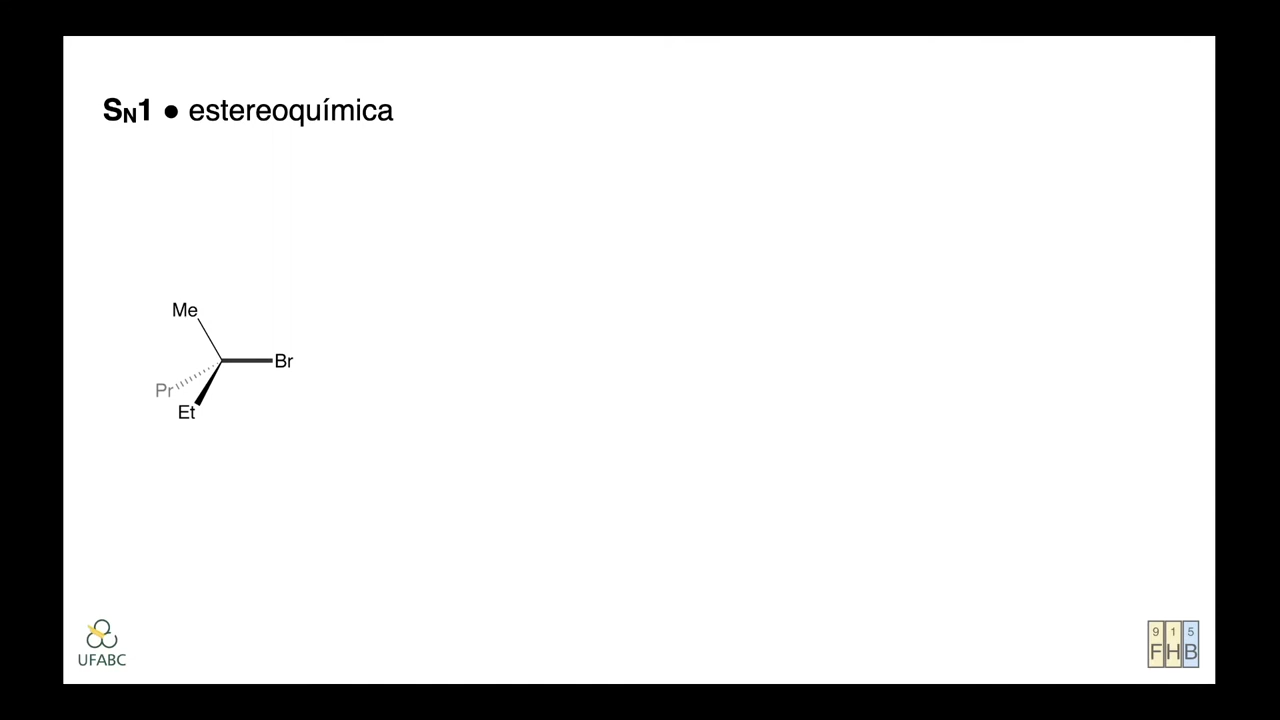 SN1 ● estereoquímica
Me
Br
Pr
Et
UFABC
9 1 5
F H B